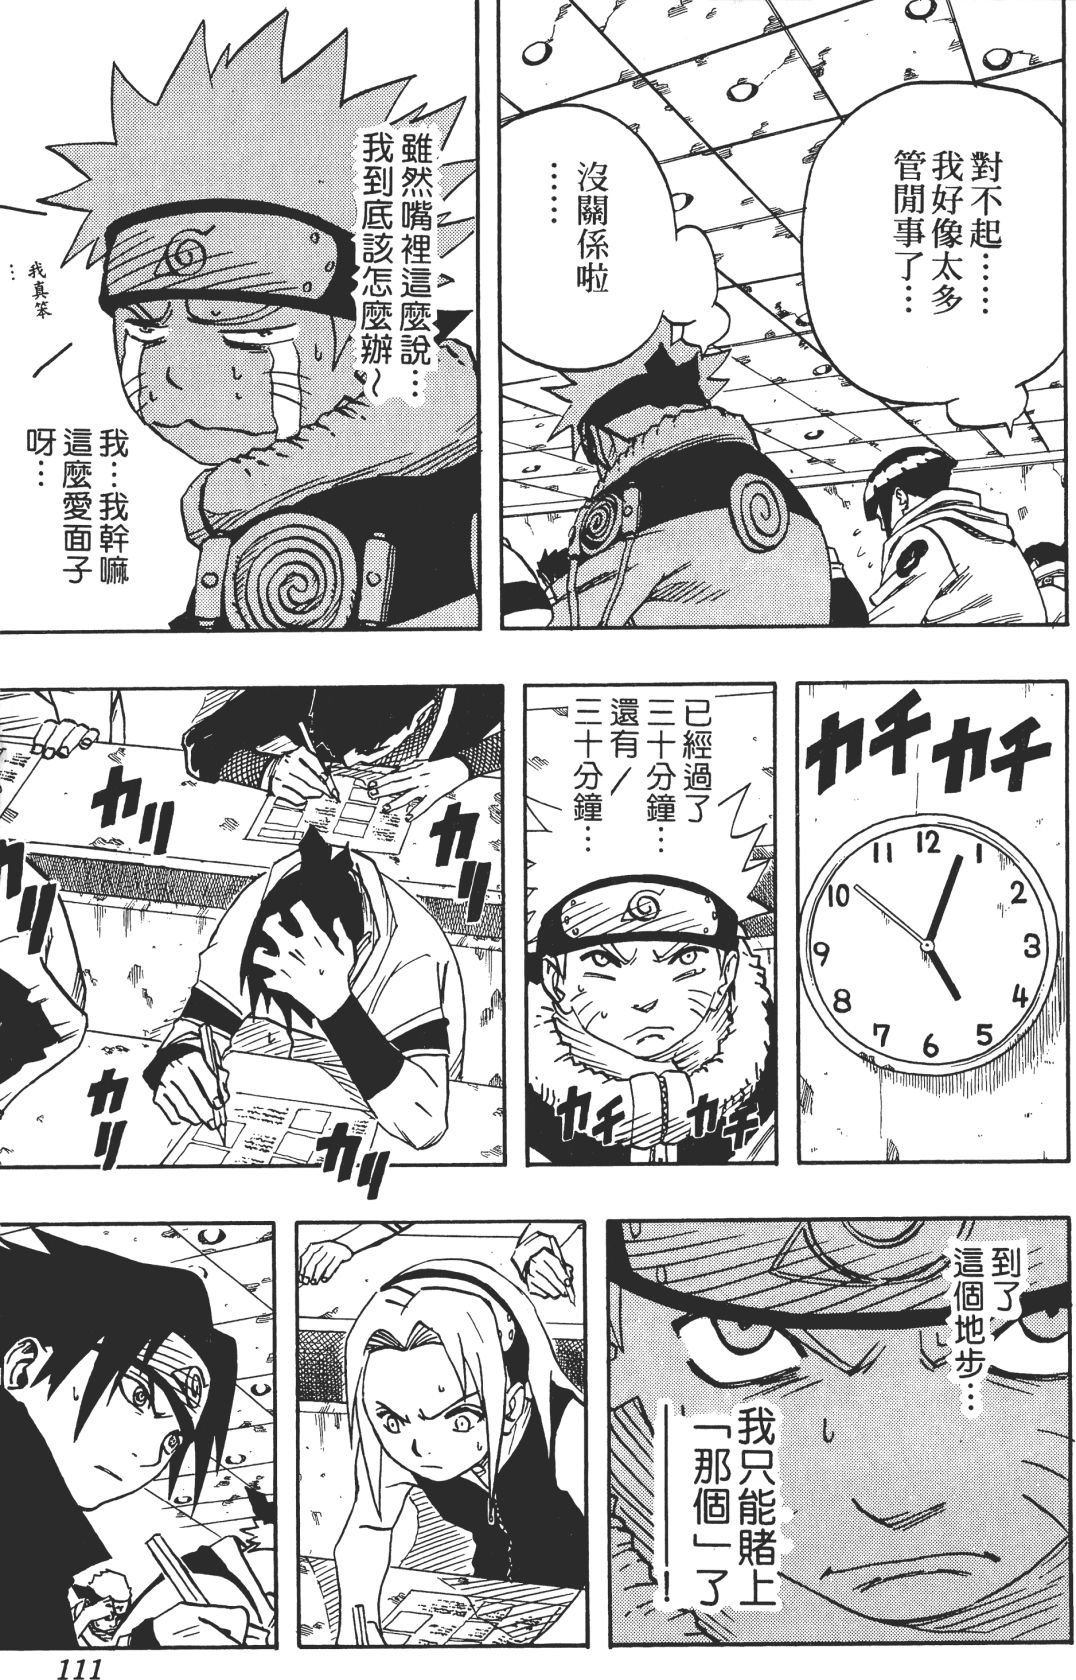 對不起……
我好像太多
管閒事了…
沒關係啦
……
雖然嘴裡這麼說…
我到底該怎麼辦～
我真笨
…
我…我幹嘛
這麼愛面子
呀…
カチ
カチ
12
1
2
3
4
5
6
7
8
9
10
11
已經過了
三十分鐘…
還有／
三十分鐘…
カチ
カチ
カリ
カリ
カリ
カリ
カリ
到了
這個地步…
我只能賭上
「那個」了
——！
111